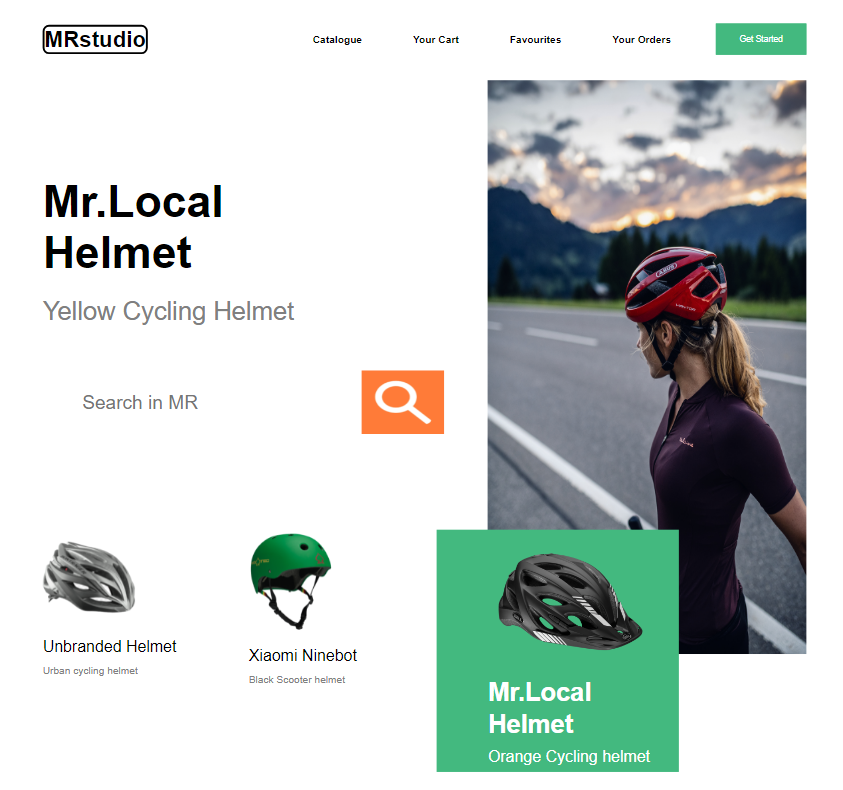 MRstudio
Catalogue
Your Cart
Favourites
Your Orders
Get Started
Mr.Local
Helmet
Yellow Cycling Helmet
Search in MR
ABUS
Unbranded Helmet
Urban cycling helmet
Xiaomi Ninebot
Black Scooter helmet
Mr.Local
Helmet
Orange Cycling helmet